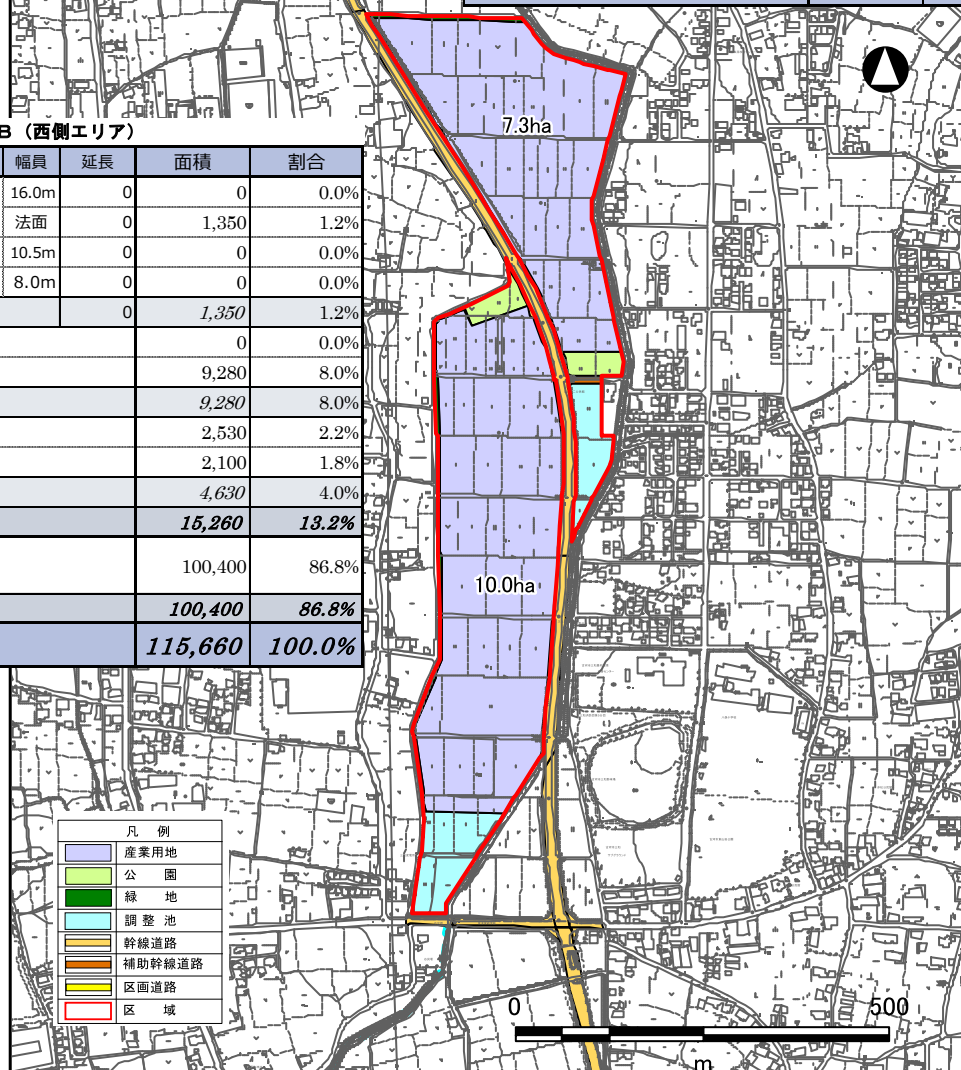 B（西側エリア）
幅員 延長 面積 割合
16.0m 0 0 0.0%
法面 0 1,350 1.2%
10.5m 0 0 0.0%
8.0m 0 0 0.0%
0 1,350 1.2%
0 0.0%
9,280 8.0%
9,280 8.0%
2,530 2.2%
2,100 1.8%
4,630 4.0%
15,260 13.2%
100,400 86.8%
100,400 86.8%
115,660 100.0%
7.3ha
10.0ha
凡 例
産業用地
公 園
緑 地
調 整 池
幹線道路
補助幹線道路
区画道路
区 域
0 500
m